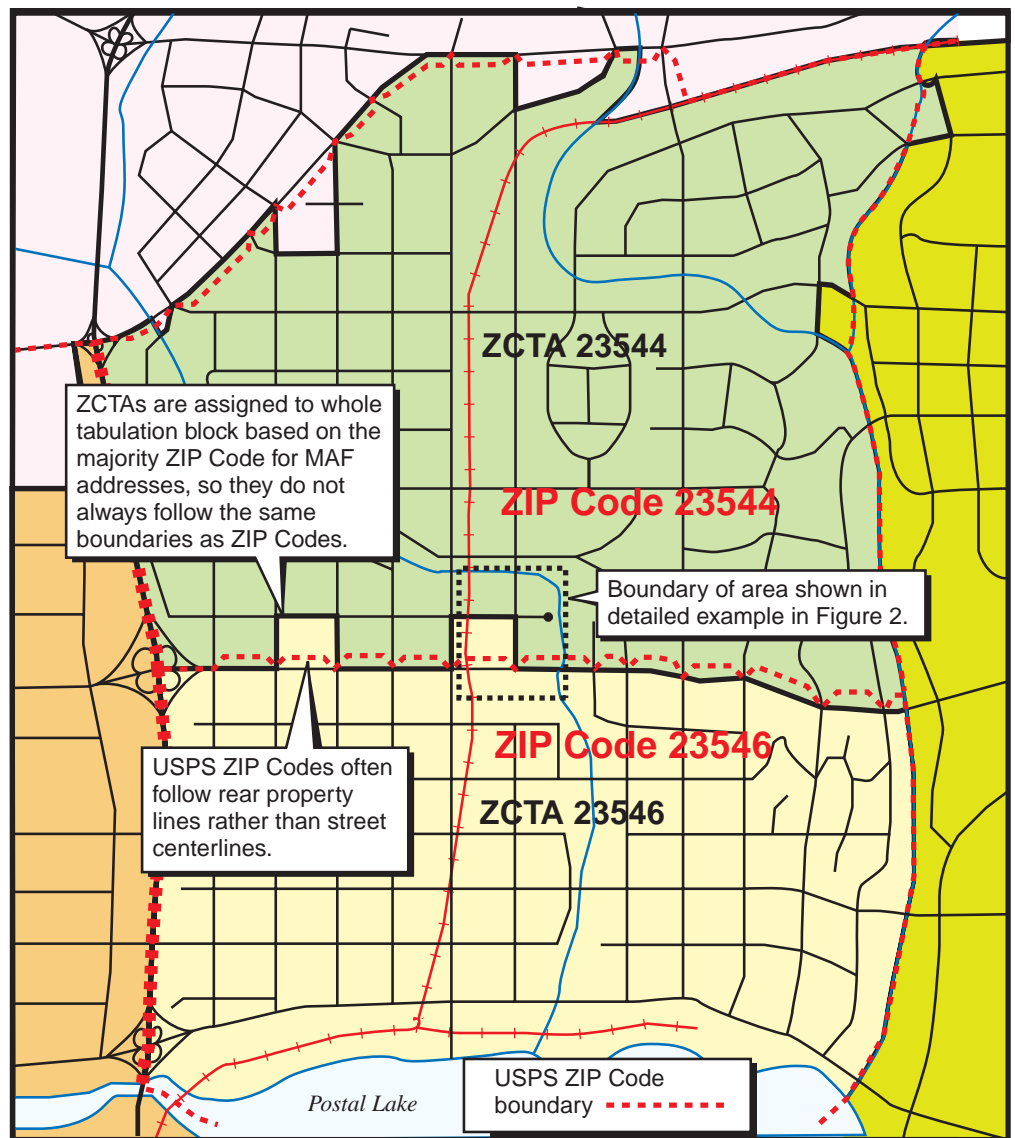 ZCTA 23544
ZCTAs are assigned to whole
tabulation block based on the
majority ZIP Code for MAF
addresses, so they do not
always follow the same
boundaries as ZIP Codes.
ZIP Code 23544
Boundary of area shown in
detailed example in Figure 2.
ZIP Code 23546
USPS ZIP Codes often
follow rear property
lines rather than street
centerlines.
ZCTA 23546
Postal Lake
USPS ZIP Code
boundary